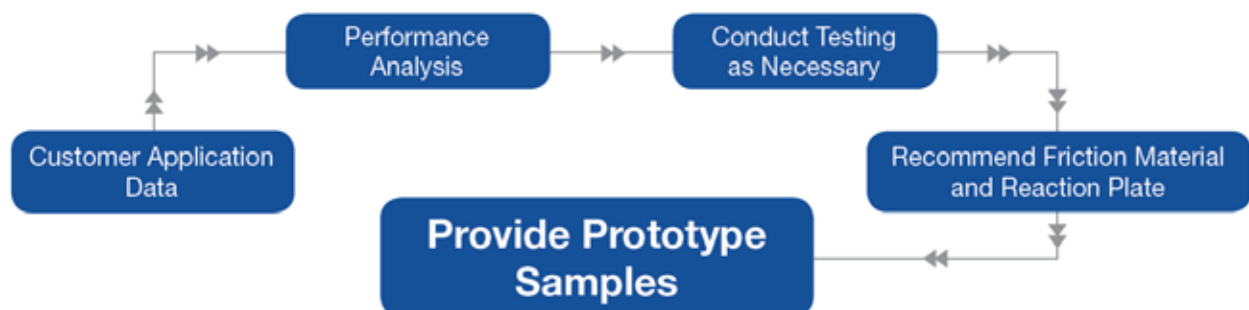 Customer Application
Data
Performance
Analysis
Conduct Testing
as Necessary
Recommend Friction Material
and Reaction Plate
Provide Prototype
Samples